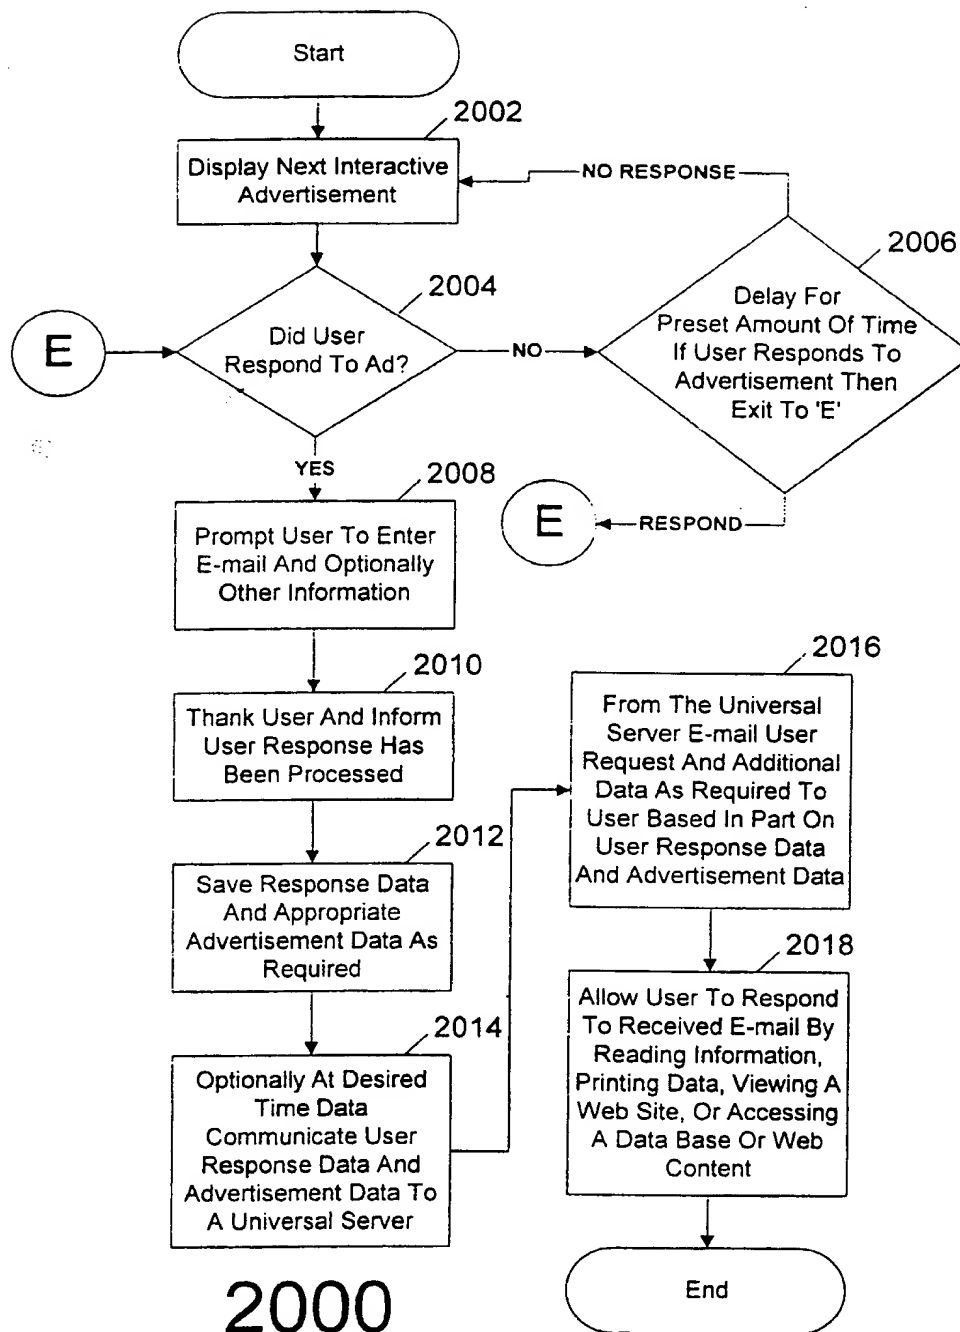 Start
2002
Display Next Interactive
Advertisement
NO RESPONSE
2006
Delay For
Preset Amount Of Time
If User Responds To
Advertisement Then
Exit To 'E'
2004
Did User
Respond To Ad?
E
NO
YES
RESPOND
E
2008
Prompt User To Enter
E-mail And Optionally
Other Information
2010
Thank User And Inform
User Response Has
Been Processed
2012
Save Response Data
And Appropriate
Advertisement Data As
Required
2014
Optionally At Desired
Time Data
Communicate User
Response Data And
Advertisement Data To
A Universal Server
2016
From The Universal
Server E-mail User
Request And Additional
Data As Required To
User Based In Part On
User Response Data
And Advertisement Data
2018
Allow User To Respond
To Received E-mail By
Reading Information,
Printing Data, Viewing A
Web Site, Or Accessing
A Data Base Or Web
Content
End
2000